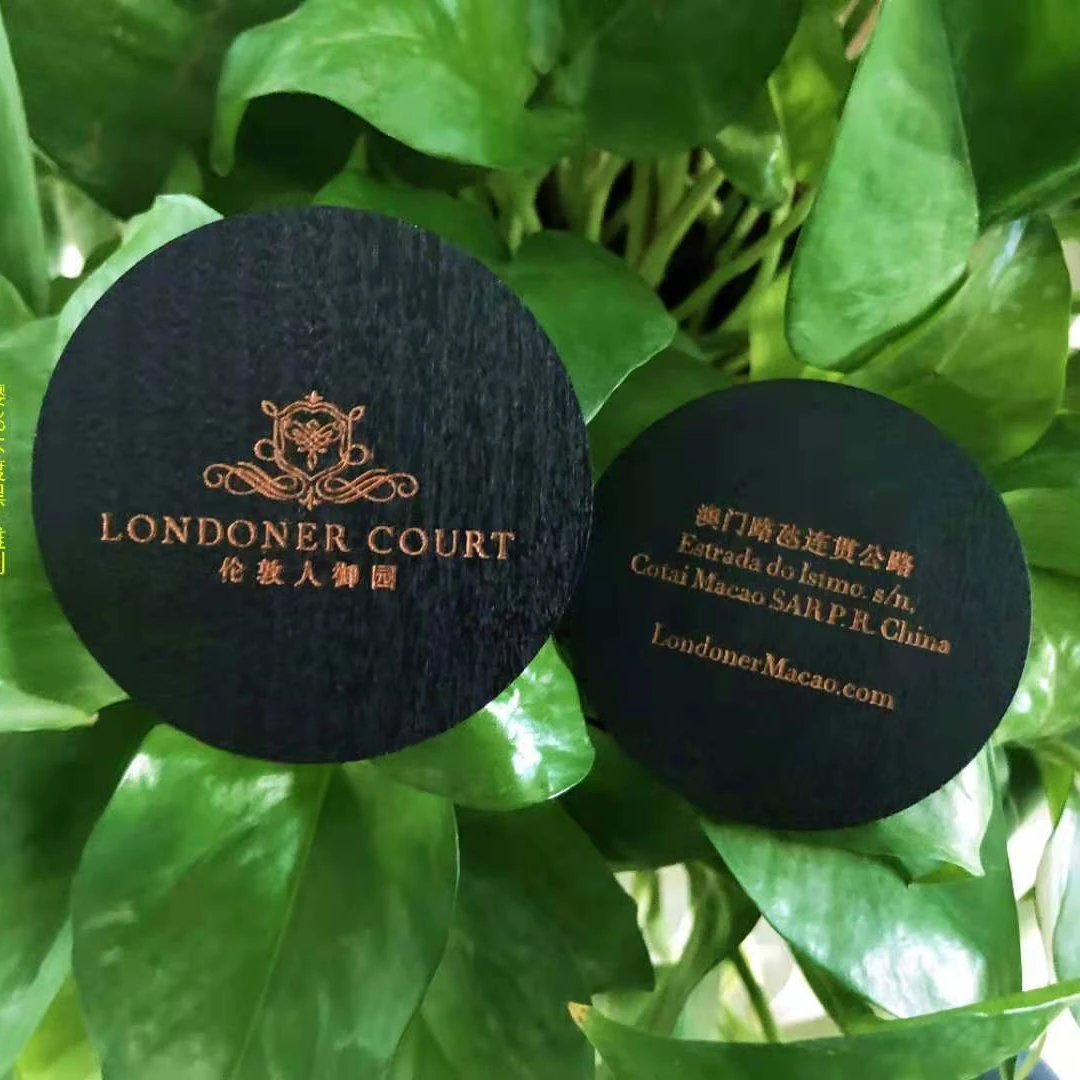 LONDONER COURT
伦敦人御园
澳门路氹连贯公路
Estrada do Istmo. s/n,
Cotai Macao SAR P. R. China
LondonerMacao.com